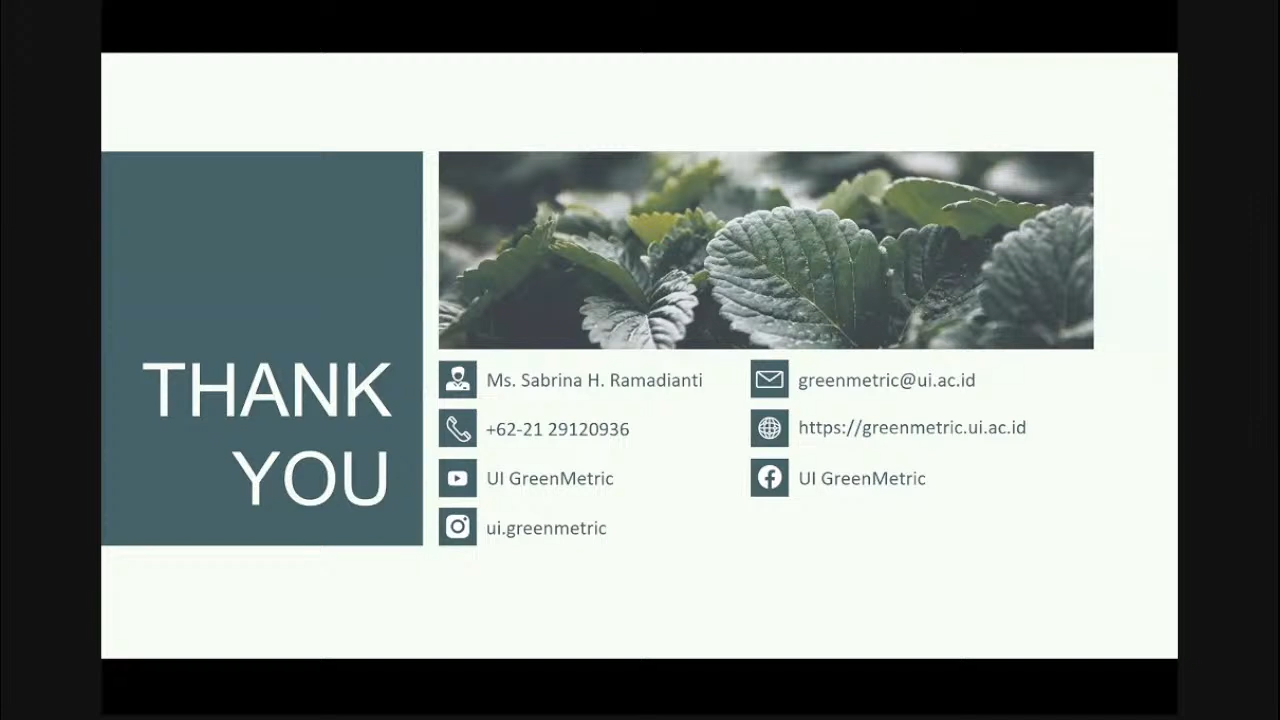 THANK
YOU
Ms. Sabrina H. Ramadianti
+62-21 29120936
UI GreenMetric
ui.greenmetric
greenmetric@ui.ac.id
https://greenmetric.ui.ac.id
UI GreenMetric